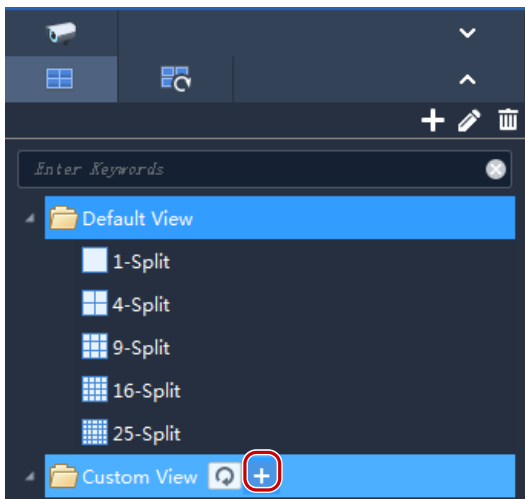 Enter Keywords
Default View
1-Split
4-Split
9-Split
16-Split
25-Split
Custom View